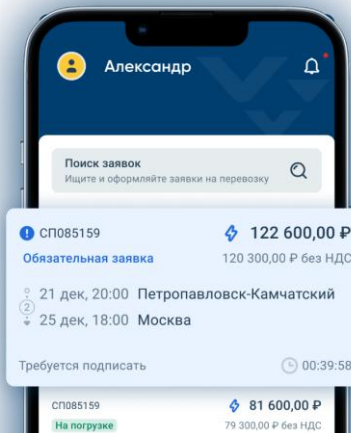 Александр
Поиск заявок
Ищите и оформляйте заявки на перевозку
СП085159 122 600,00 ₽
Обязательная заявка 120 300,00 ₽ без НДС
21 дек, 20:00 Петропавловск-Камчатский
2
25 дек, 18:00 Москва
Требуется подписать 00:39:58
СП085159 81 600,00 ₽
На погрузке 79 300,00 ₽ без НДС